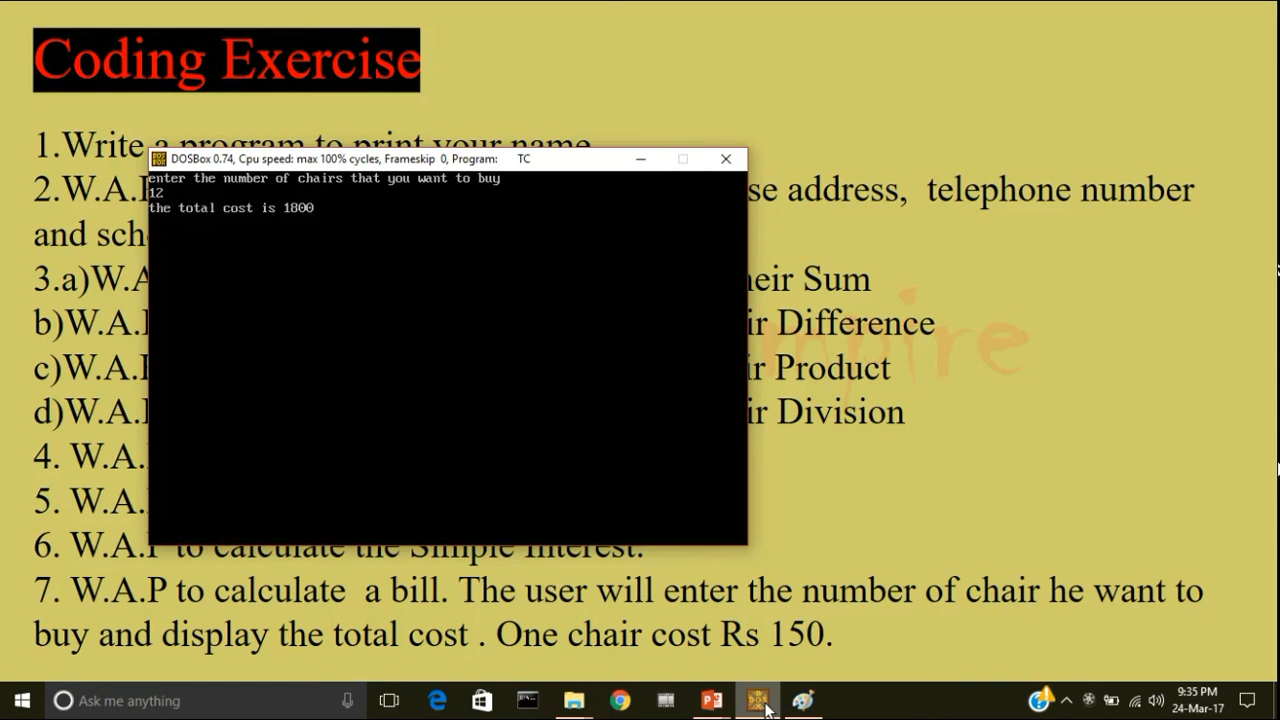 Coding Exercise
1.Write a program to print your name
2.W.A. se address, telephone number
and sch
DOSBox 0.74, Cpu speed: max 100% cycles, Frameskip 0, Program: TC
enter the number of chairs that you want to buy
12
the total cost is 1800
3.a)W.A eir Sum
b)W.A. ir Difference
mpire
c)W.A. ir Product
d)W.A. ir Division
4. W.A.
5. W.A.
6. W.A.P to calculate the Simple Interest.
7. W.A.P to calculate a bill. The user will enter the number of chair he want to
buy and display the total cost . One chair cost Rs 150.
Ask me anything
9:35 PM
24-Mar-17